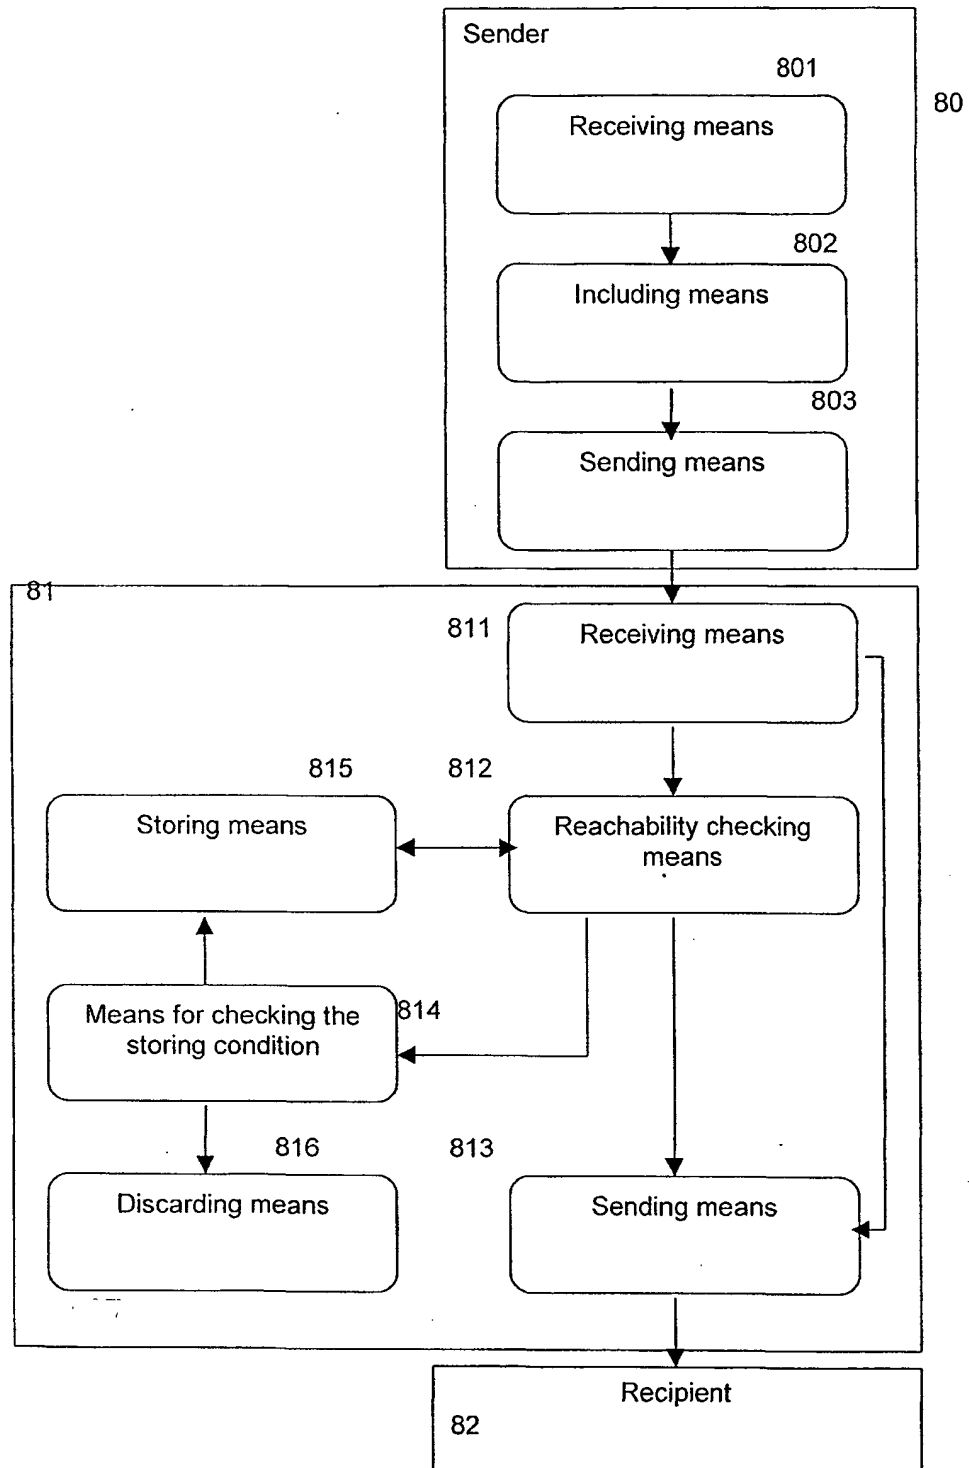 Sender
801
80
Receiving means
802
Including means
803
Sending means
81
811
Receiving means
815
812
Storing means
Reachability checking
means
814
Means for checking the
storing condition
816
813
Discarding means
Sending means
Recipient
82